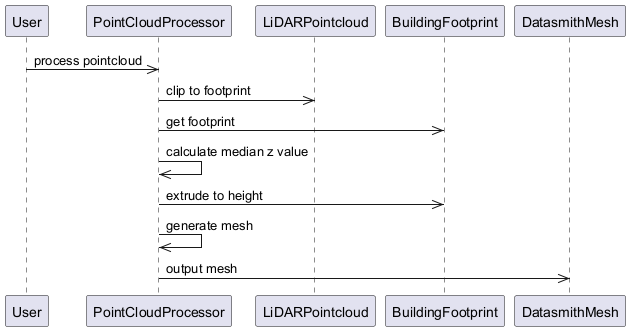 User PointCloudProcessor LiDARPointcloud BuildingFootprint DatasmithMesh
process pointcloud
clip to footprint
get footprint
calculate median z value
extrude to height
generate mesh
output mesh
User PointCloudProcessor LiDARPointcloud BuildingFootprint DatasmithMesh